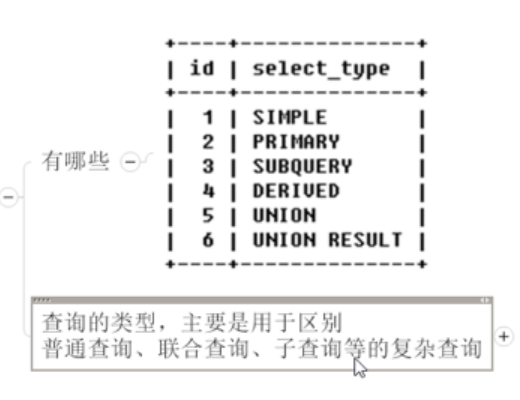 +----+--------------+
| id | select_type |
+----+--------------+
| 1 | SIMPLE |
| 2 | PRIMARY |
| 3 | SUBQUERY |
| 4 | DERIVED |
| 5 | UNION |
| 6 | UNION RESULT |
+----+--------------+
有哪些
查询的类型，主要是用于区别
普通查询、联合查询、子查询等的复杂查询